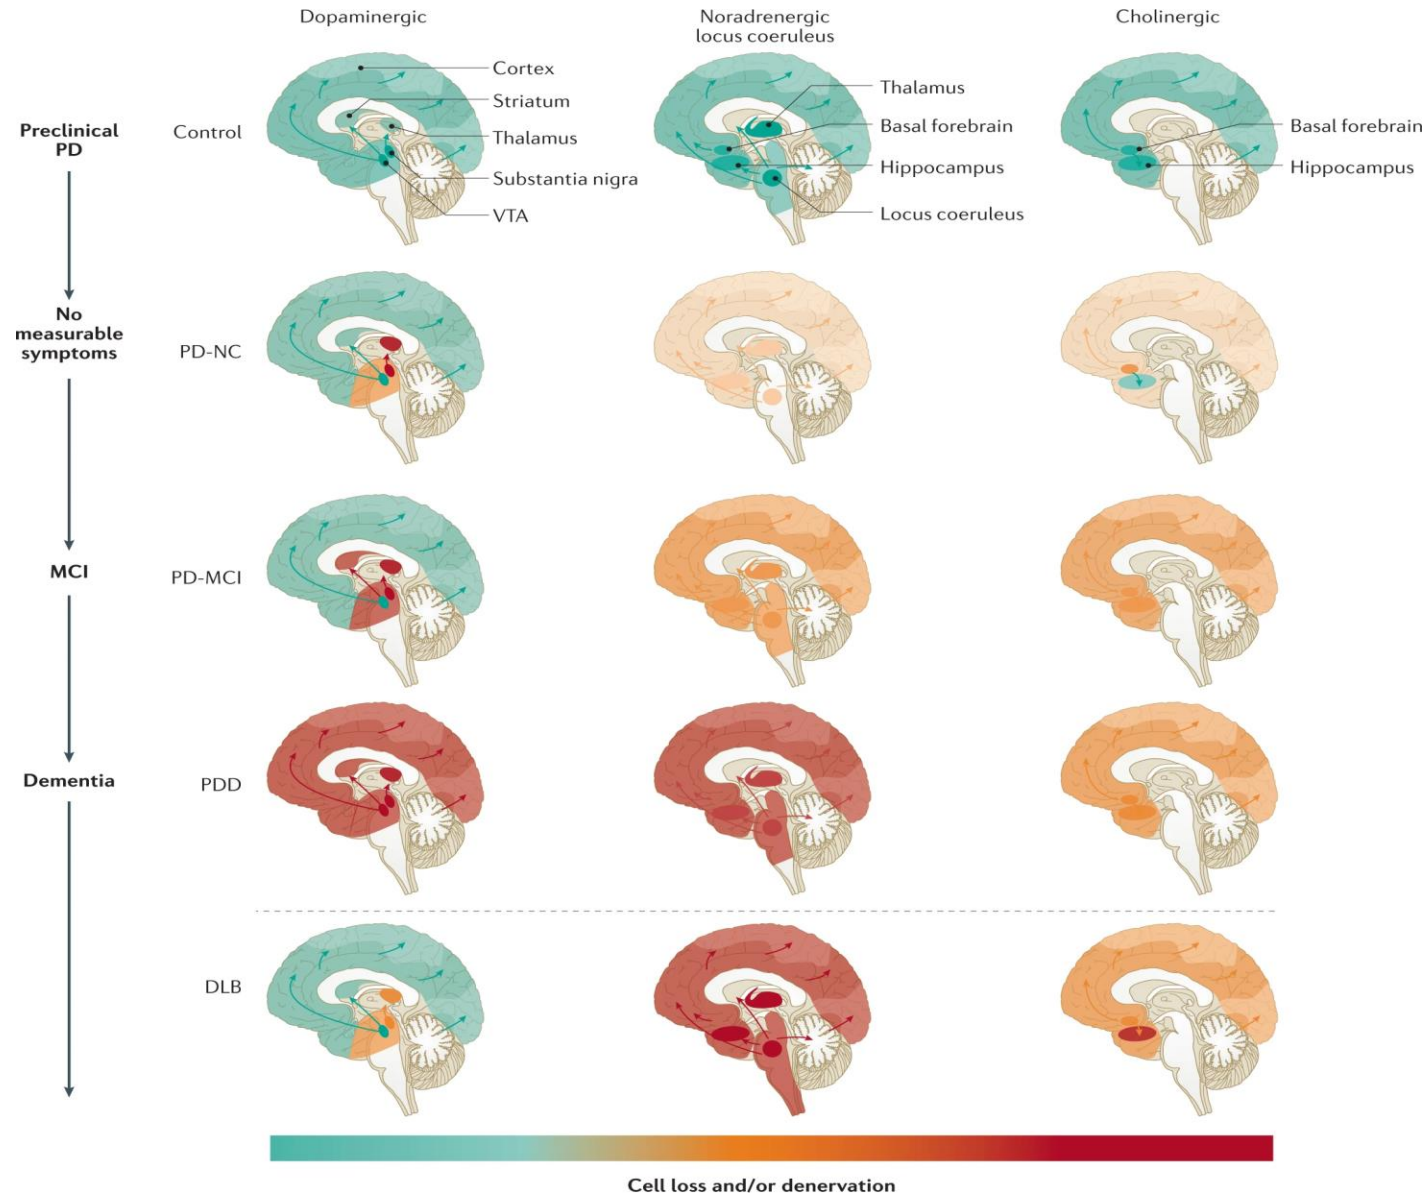 Dopaminergic
Noradrenergic
locus coeruleus
Cholinergic
Preclinical
PD
Control
Cortex
Striatum
Thalamus
Substantia nigra
VTA
Thalamus
Basal forebrain
Hippocampus
Locus coeruleus
Basal forebrain
Hippocampus
No
measurable
symptoms
PD-NC
MCI
PD-MCI
Dementia
PDD
DLB
Cell loss and/or denervation